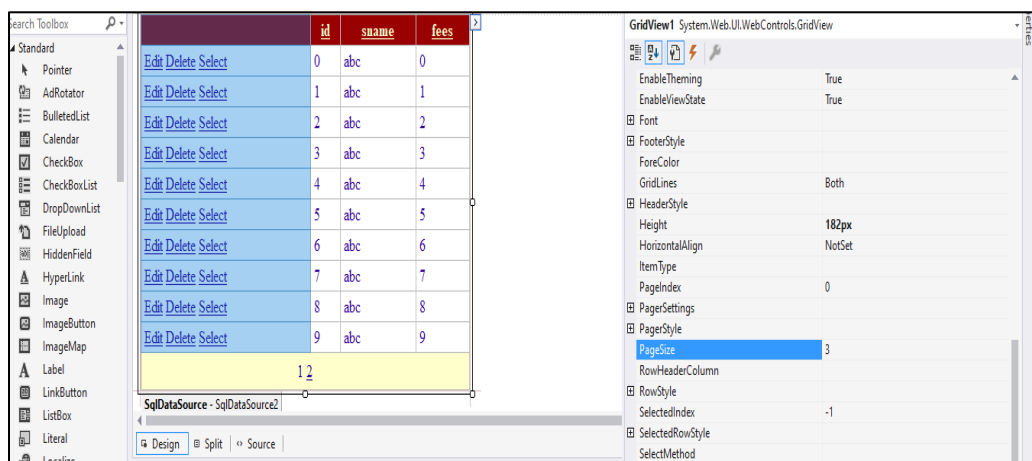 Search Toolbox
Standard
Pointer
AdRotator
BulletedList
Calendar
CheckBox
CheckBoxList
DropDownList
FileUpload
HiddenField
HyperLink
Image
ImageButton
ImageMap
Label
LinkButton
ListBox
Literal
Localize
id sname fees
Edit Delete Select 0 abc 0
Edit Delete Select 1 abc 1
Edit Delete Select 2 abc 2
Edit Delete Select 3 abc 3
Edit Delete Select 4 abc 4
Edit Delete Select 5 abc 5
Edit Delete Select 6 abc 6
Edit Delete Select 7 abc 7
Edit Delete Select 8 abc 8
Edit Delete Select 9 abc 9
1 2
SqlDataSource - SqlDataSource2
Design Split Source
GridView1 System.Web.UI.WebControls.GridView
EnableTheming True
EnableViewState True
Font
FooterStyle
ForeColor
GridLines Both
HeaderStyle
Height 182px
HorizontalAlign NotSet
ItemType
PageIndex 0
PagerSettings
PagerStyle
PageSize 3
RowHeaderColumn
RowStyle
SelectedIndex -1
SelectedRowStyle
SelectMethod